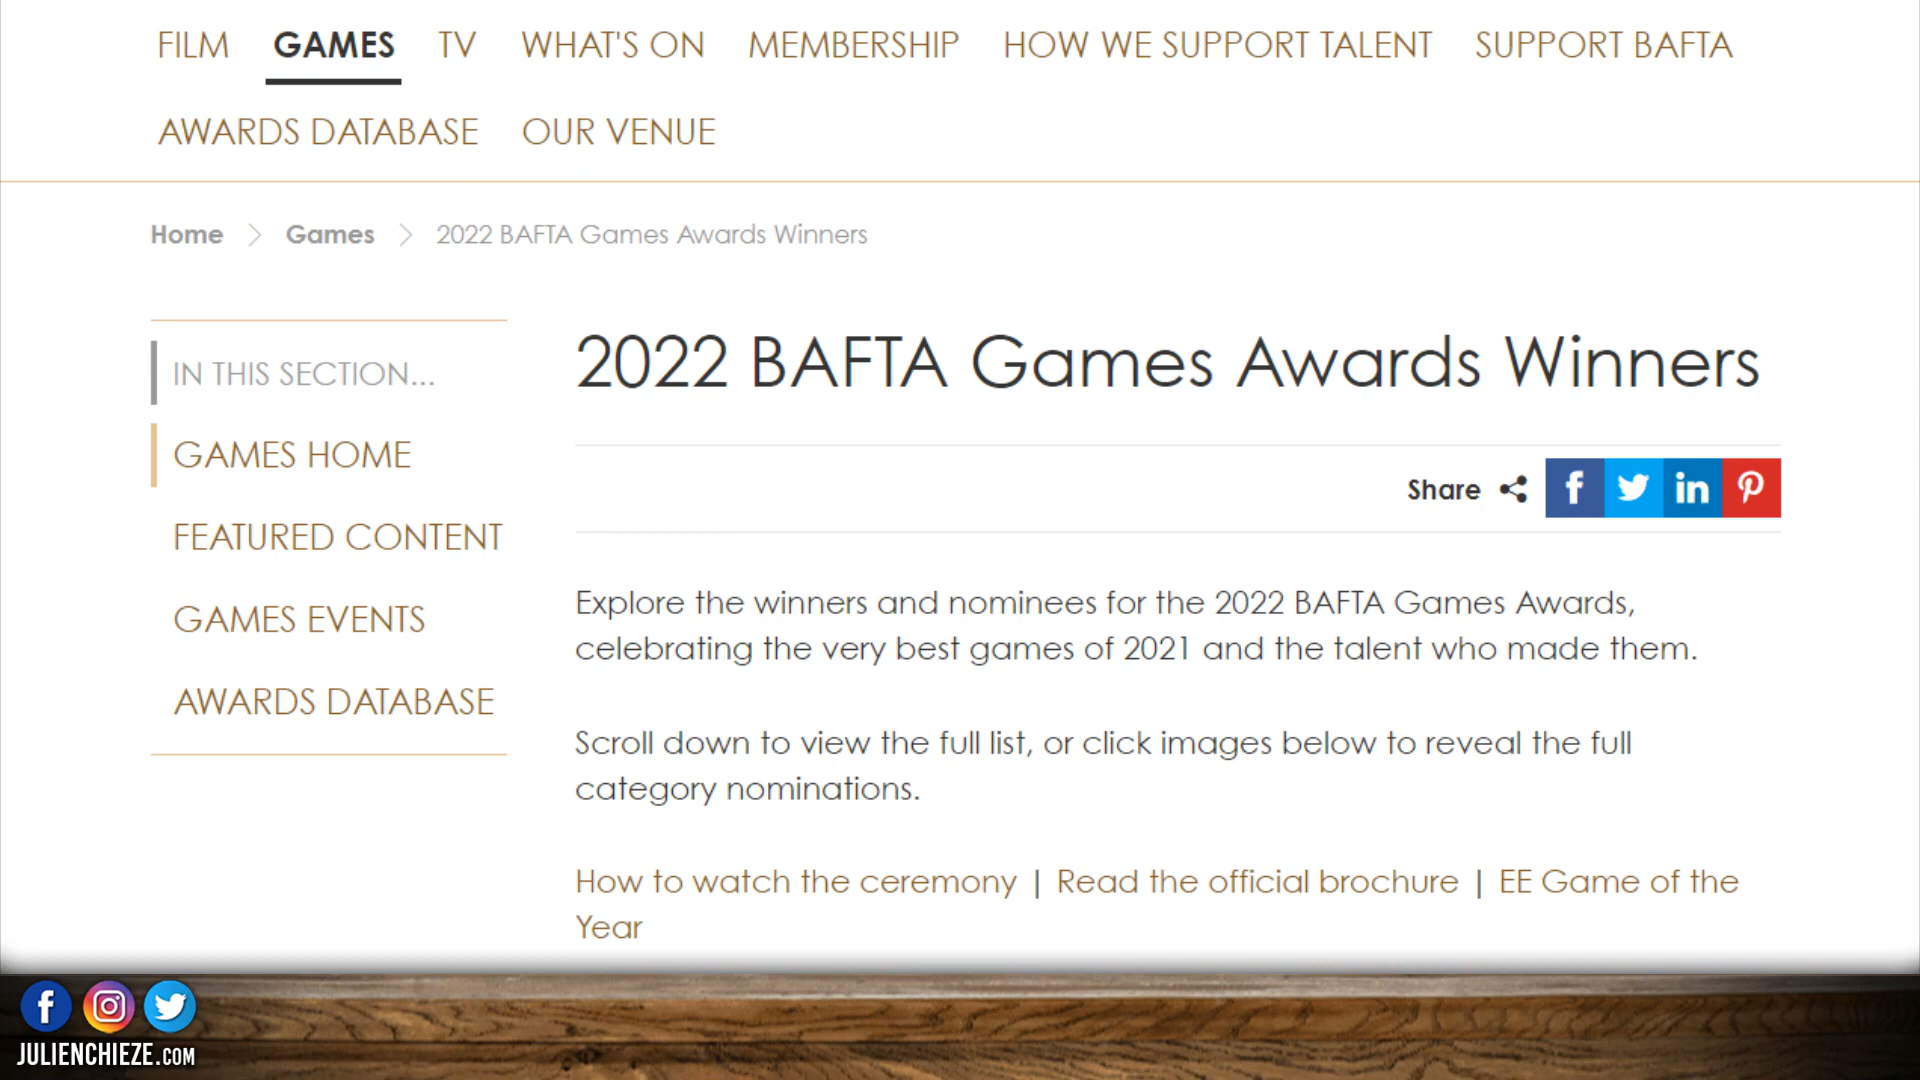 FILM GAMES TV WHAT'S ON MEMBERSHIP HOW WE SUPPORT TALENT SUPPORT BAFTA
AWARDS DATABASE OUR VENUE
Home > Games > 2022 BAFTA Games Awards Winners
IN THIS SECTION...
GAMES HOME
FEATURED CONTENT
GAMES EVENTS
AWARDS DATABASE
2022 BAFTA Games Awards Winners
Share
Explore the winners and nominees for the 2022 BAFTA Games Awards,
celebrating the very best games of 2021 and the talent who made them.
Scroll down to view the full list, or click images below to reveal the full
category nominations.
How to watch the ceremony | Read the official brochure | EE Game of the
Year
JULIENCHIEZE.COM